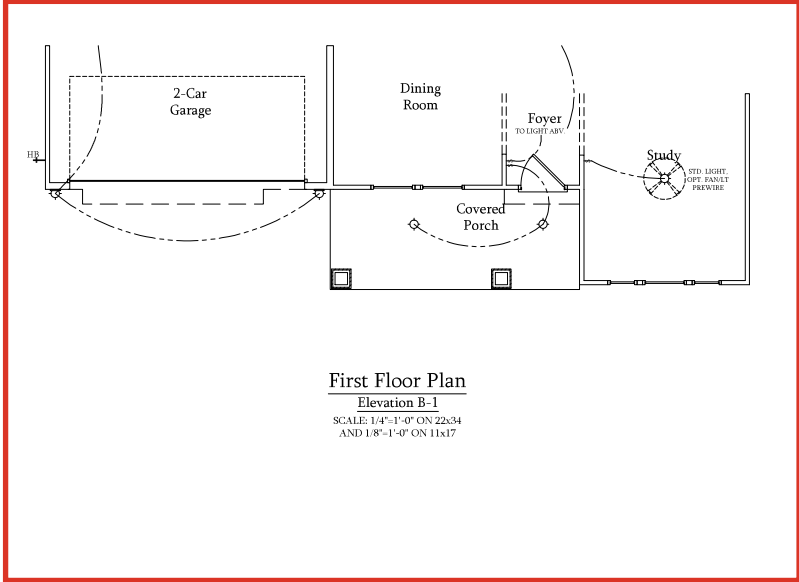 2-Car
Garage
Dining
Room
Foyer
TO LIGHT ABV.
HB
Study
STD. LIGHT,
OPT. FAN/LT
PREWIRE
Covered
Porch
First Floor Plan
Elevation B-1
SCALE: 1/4"=1'-0" ON 22x34
AND 1/8"=1'-0" ON 11x17